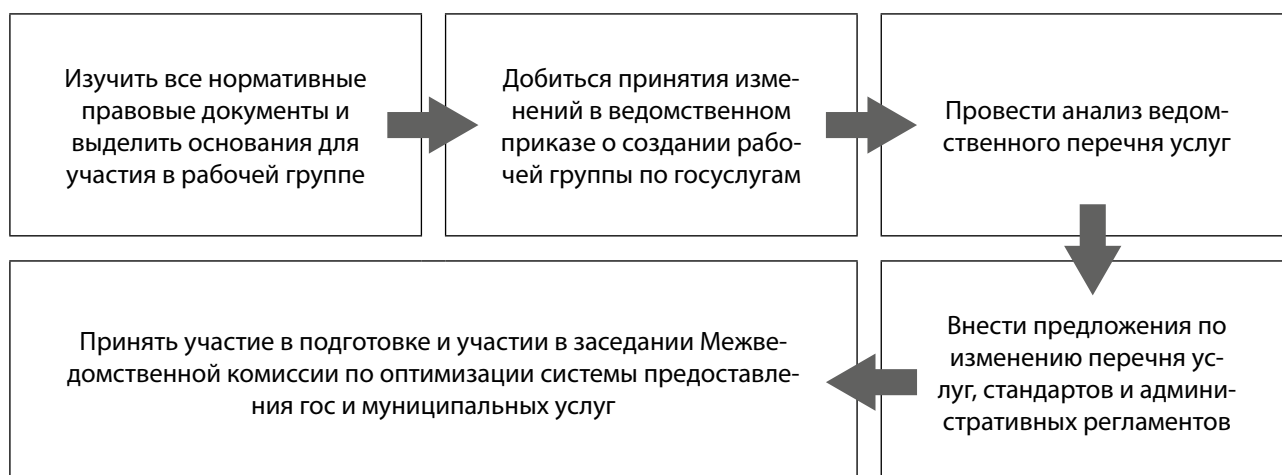 Изучить все нормативные
правовые документы и
выделить основания для
участия в рабочей группе
Добиться принятия изме-
нений в ведомственном
приказе о создании рабо-
чей группы по госуслугам
Провести анализ ведом-
ственного перечня услуг
Внести предложения по
изменению перечня ус-
луг, стандартов и админи-
стративных регламентов
Принять участие в подготовке и участии в заседании Межве-
домственной комиссии по оптимизации системы предоставле-
ния гос и муниципальных услуг